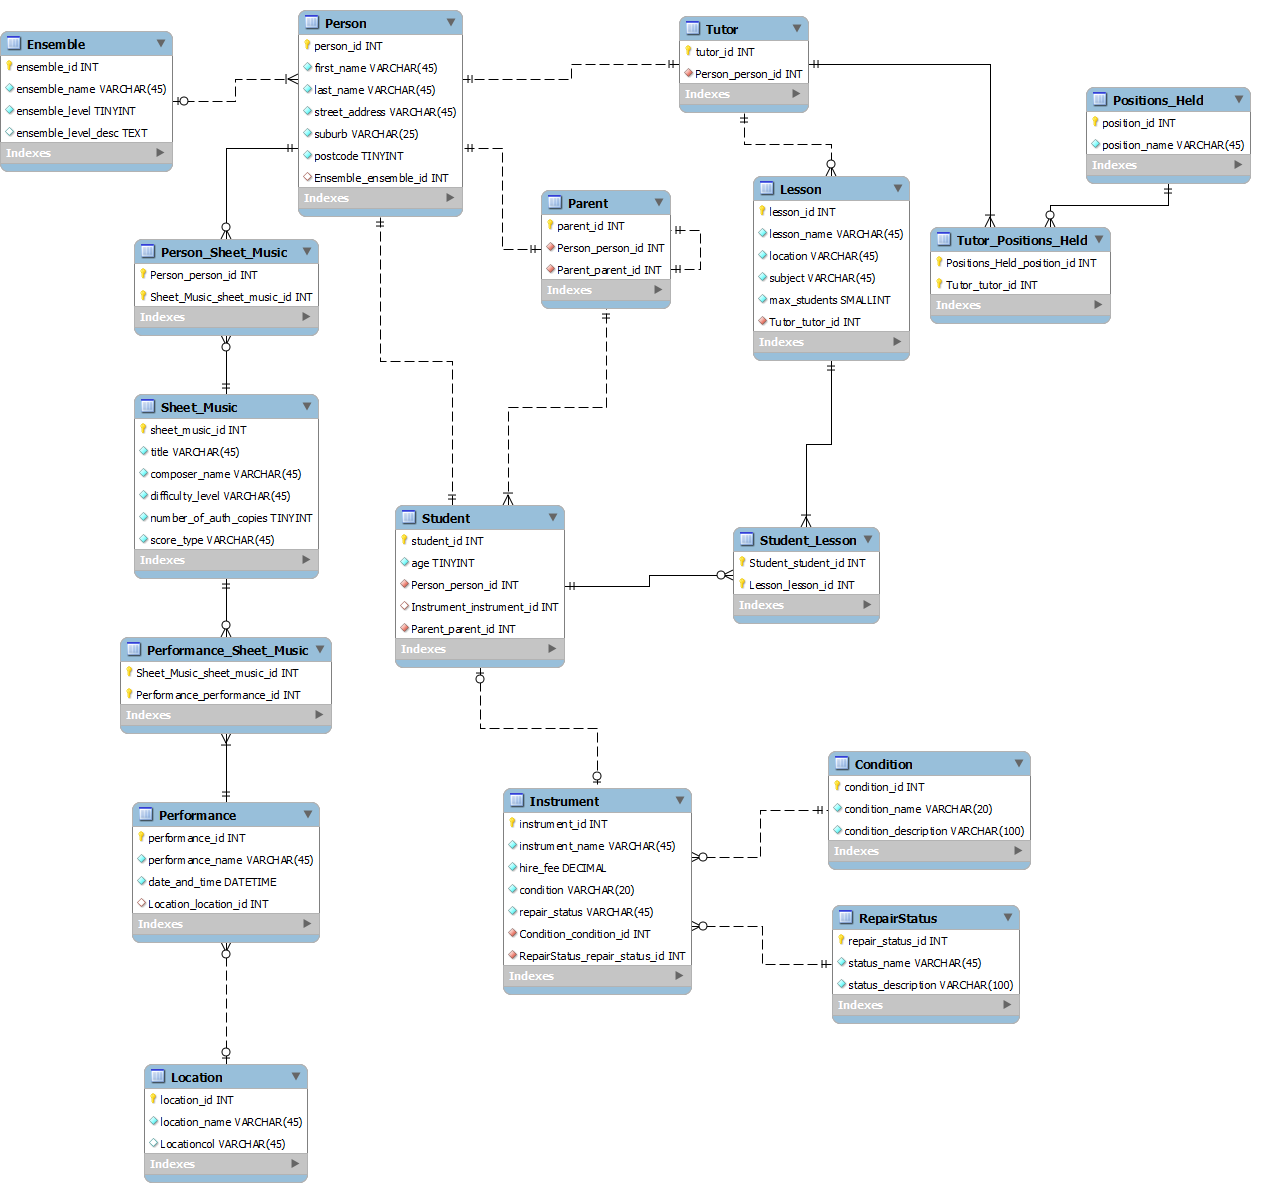 Ensemble
ensemble_id INT
ensemble_name VARCHAR(45)
ensemble_level TINYINT
ensemble_level_desc TEXT
Indexes
Person
person_id INT
first_name VARCHAR(45)
last_name VARCHAR(45)
street_address VARCHAR(45)
suburb VARCHAR(25)
postcode TINYINT
Ensemble_ensemble_id INT
Indexes
Tutor
tutor_id INT
Person_person_id INT
Indexes
Positions_Held
position_id INT
position_name VARCHAR(45)
Indexes
Parent
parent_id INT
Person_person_id INT
Parent_parent_id INT
Indexes
Lesson
lesson_id INT
lesson_name VARCHAR(45)
location VARCHAR(45)
subject VARCHAR(45)
max_students SMALLINT
Tutor_tutor_id INT
Indexes
Tutor_Positions_Held
Positions_Held_position_id INT
Tutor_tutor_id INT
Indexes
Person_Sheet_Music
Person_person_id INT
Sheet_Music_sheet_music_id INT
Indexes
Sheet_Music
sheet_music_id INT
title VARCHAR(45)
composer_name VARCHAR(45)
difficulty_level VARCHAR(45)
number_of_auth_copies TINYINT
score_type VARCHAR(45)
Indexes
Student
student_id INT
age TINYINT
Person_person_id INT
Instrument_instrument_id INT
Parent_parent_id INT
Indexes
Student_Lesson
Student_student_id INT
Lesson_lesson_id INT
Indexes
Performance_Sheet_Music
Sheet_Music_sheet_music_id INT
Performance_performance_id INT
Indexes
Performance
performance_id INT
performance_name VARCHAR(45)
date_and_time DATETIME
Location_location_id INT
Indexes
Instrument
instrument_id INT
instrument_name VARCHAR(45)
hire_fee DECIMAL
condition VARCHAR(20)
repair_status VARCHAR(45)
Condition_condition_id INT
RepairStatus_repair_status_id INT
Indexes
Condition
condition_id INT
condition_name VARCHAR(20)
condition_description VARCHAR(100)
Indexes
RepairStatus
repair_status_id INT
status_name VARCHAR(45)
status_description VARCHAR(100)
Indexes
Location
location_id INT
location_name VARCHAR(45)
Locationcol VARCHAR(45)
Indexes